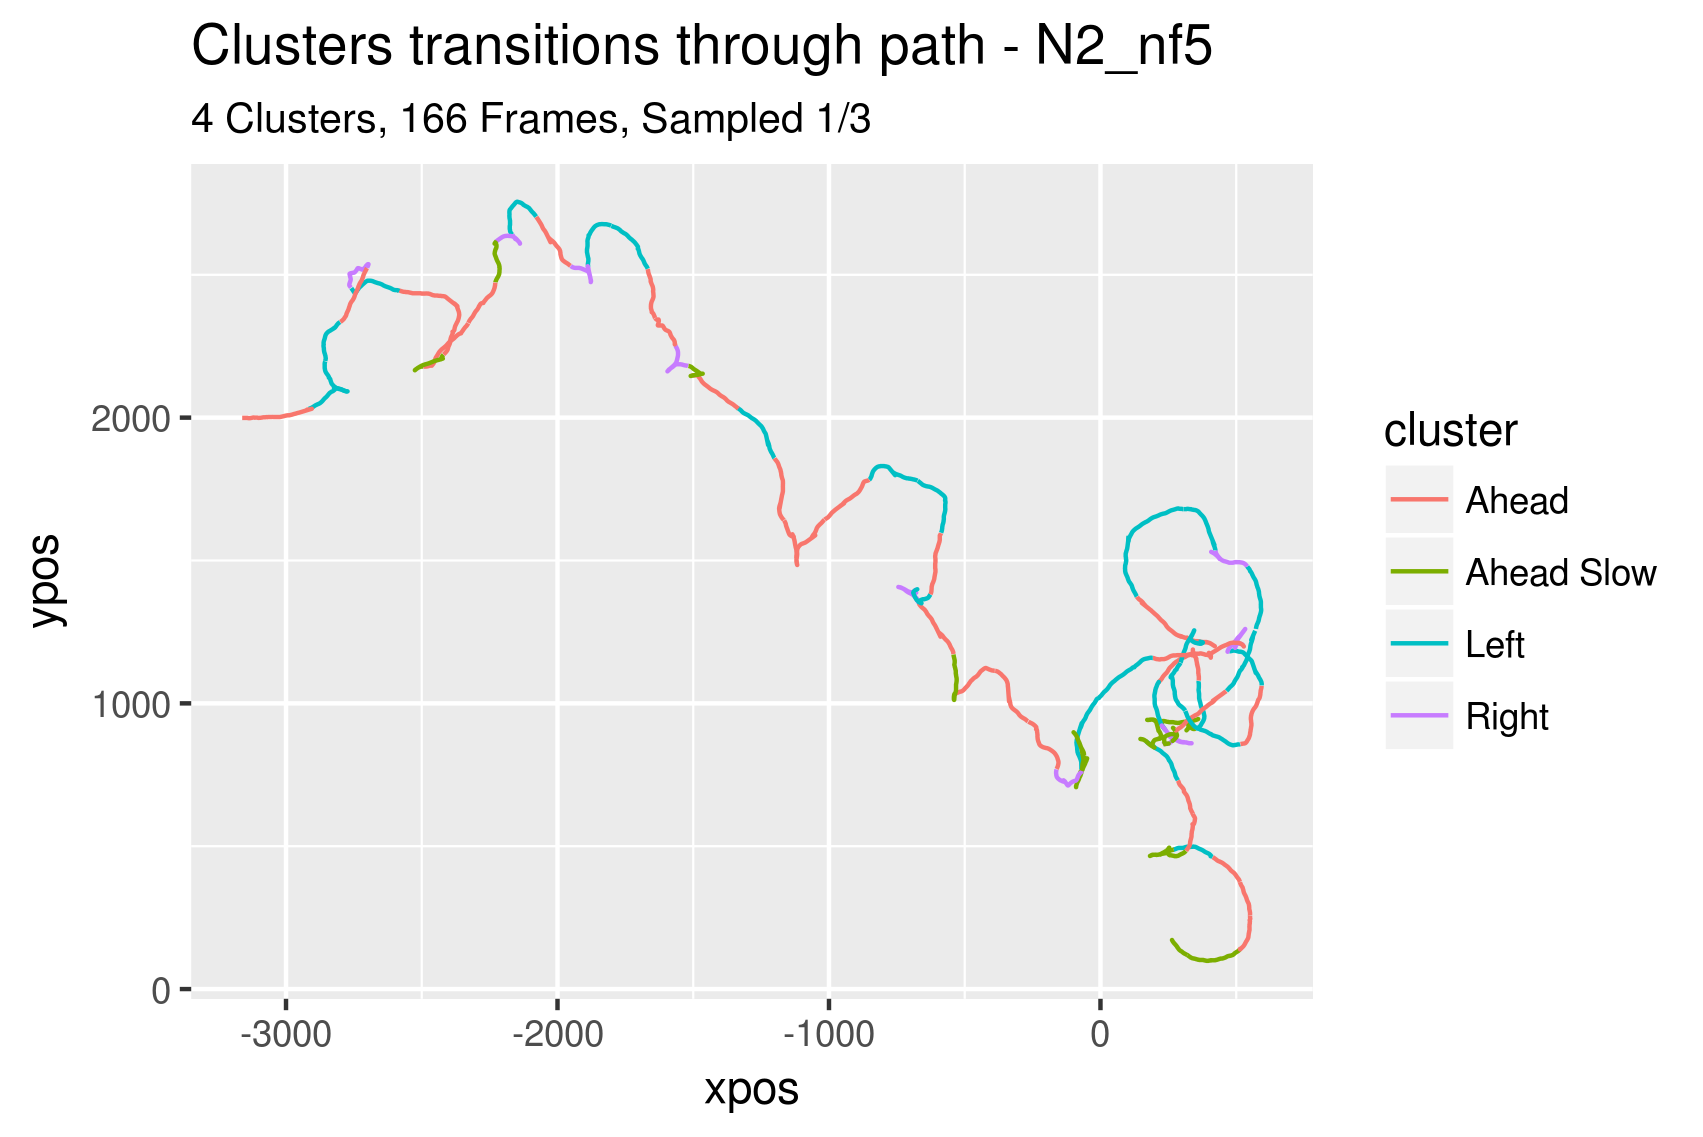 Clusters transitions through path - N2_nf5
4 Clusters, 166 Frames, Sampled 1/3
ypos
2000
1000
0
-3000
-2000
-1000
0
xpos
cluster
Ahead
Ahead Slow
Left
Right